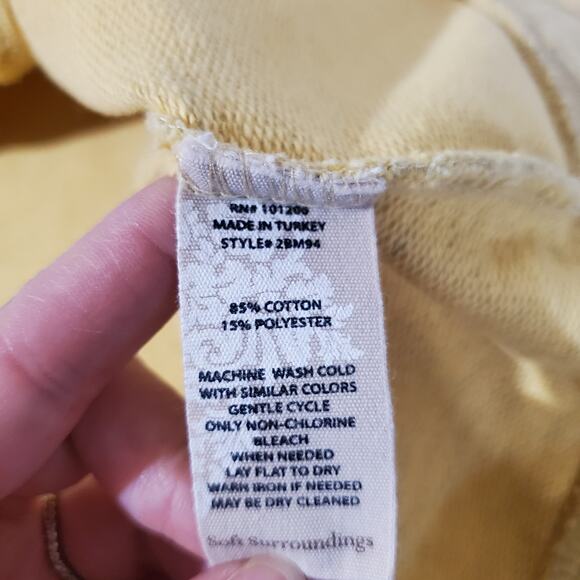 RN# 101206
MADE IN TURKEY
STYLE# 2BM94
85% COTTON
15% POLYESTER
MACHINE WASH COLD
WITH SIMILAR COLORS
GENTLE CYCLE
ONLY NON-CHLORINE
BLEACH
WHEN NEEDED
LAY FLAT TO DRY
WARM IRON IF NEEDED
MAY BE DRY CLEANED
Soft Surroundings